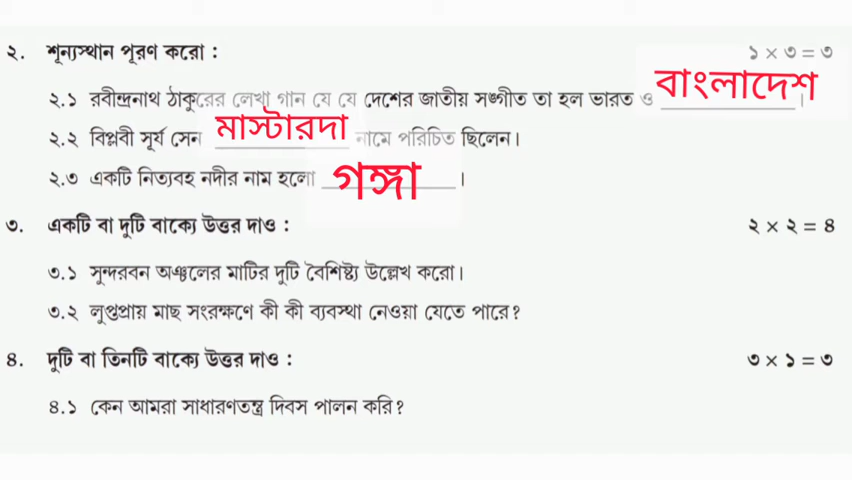 ২. শূন্যস্থান পূরণ করো : ১ × ৩ = ৩
২.১ রবীন্দ্রনাথ ঠাকুরের লেখা গান যে যে দেশের জাতীয় সঙ্গীত তা হল ভারত ও বাংলাদেশ।
২.২ বিপ্লবী সূর্য সেন মাস্টারদা নামে পরিচিত ছিলেন।
২.৩ একটি নিত্যবহ নদীর নাম হলো গঙ্গা।
৩. একটি বা দুটি বাক্যে উত্তর দাও : ২ × ২ = ৪
৩.১ সুন্দরবন অঞ্চলের মাটির দুটি বৈশিষ্ট্য উল্লেখ করো।
৩.২ লুপ্তপ্রায় মাছ সংরক্ষণে কী কী ব্যবস্থা নেওয়া যেতে পারে?
৪. দুটি বা তিনটি বাক্যে উত্তর দাও : ৩ × ১ = ৩
৪.১ কেন আমরা সাধারণতন্ত্র দিবস পালন করি?